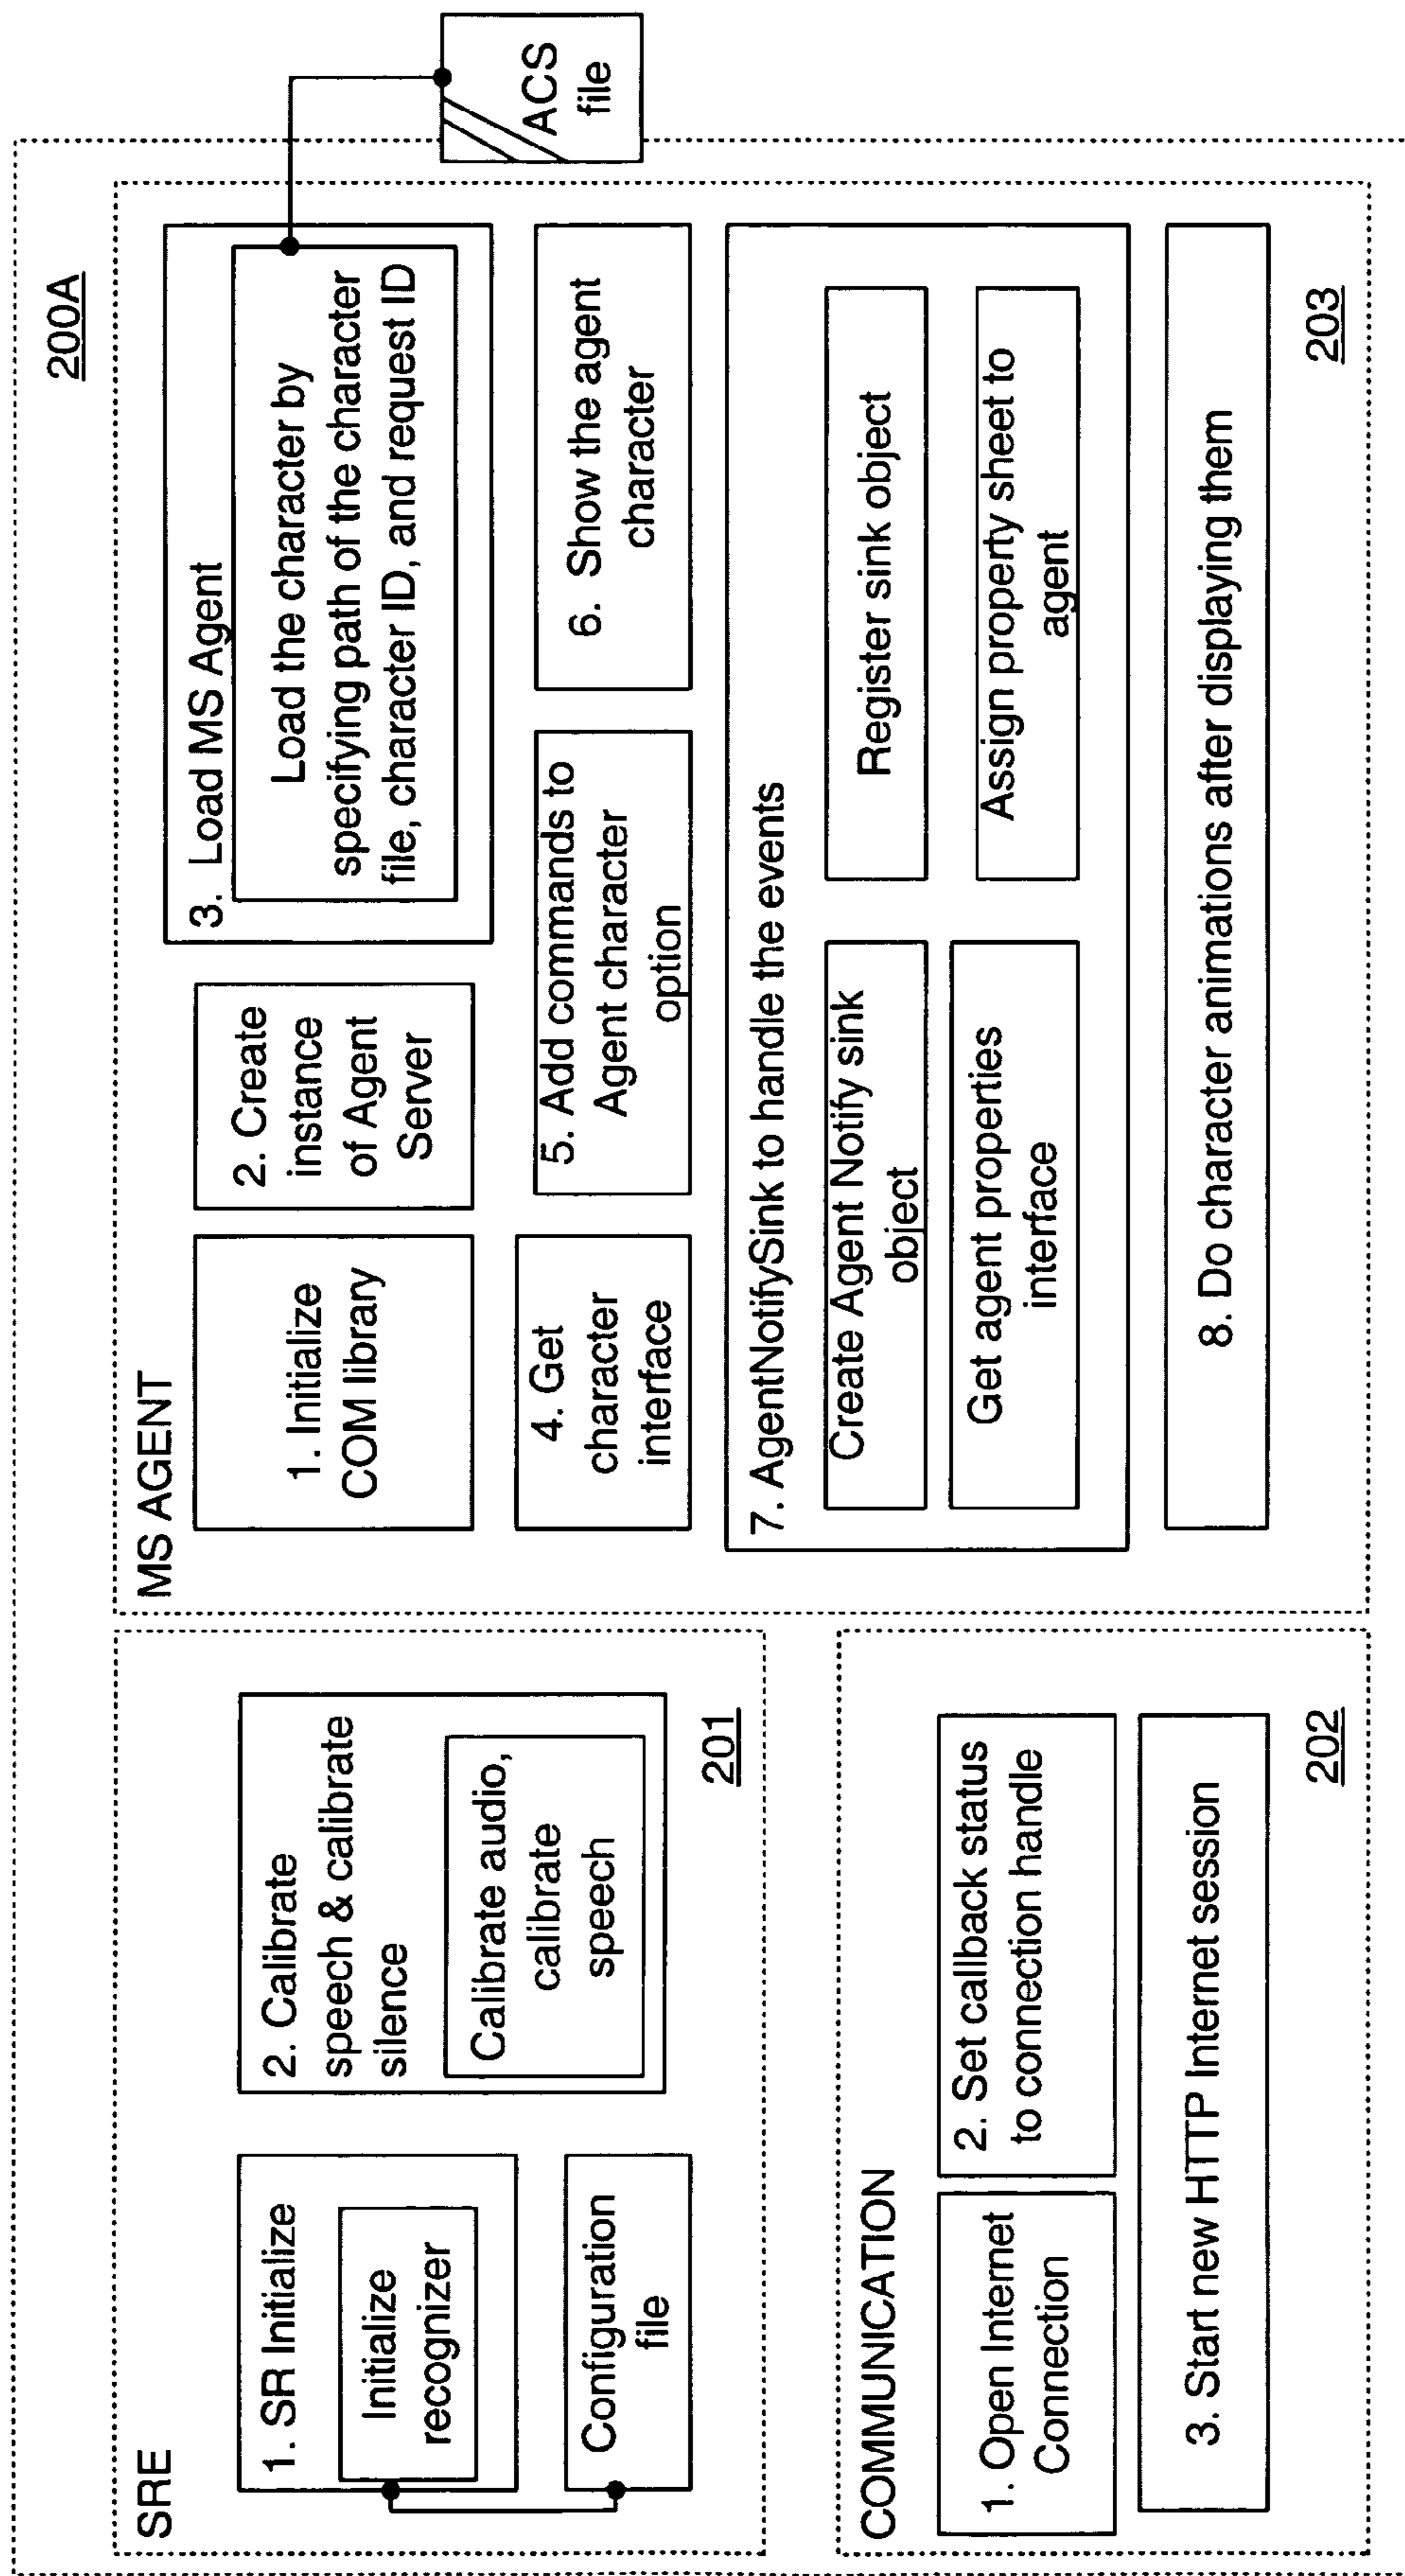 200A
SRE
1. SR Initialize
Initialize
recognizer
Configuration
file
2. Calibrate
speech & calibrate
silence
Calibrate audio,
calibrate
speech
201
COMMUNICATION
1. Open Internet
Connection
2. Set callback status
to connection handle
3. Start new HTTP Internet session
202
MS AGENT
1. Initialize
COM library
2. Create
instance
of Agent
Server
3. Load MS Agent
Load the character by
specifying path of the character
file, character ID, and request ID
ACS
file
4. Get
character
interface
5. Add commands to
Agent character
option
6. Show the agent
character
7. AgentNotifySink to handle the events
Create Agent Notify sink
object
Register sink object
Get agent properties
interface
Assign property sheet to
agent
8. Do character animations after displaying them
203